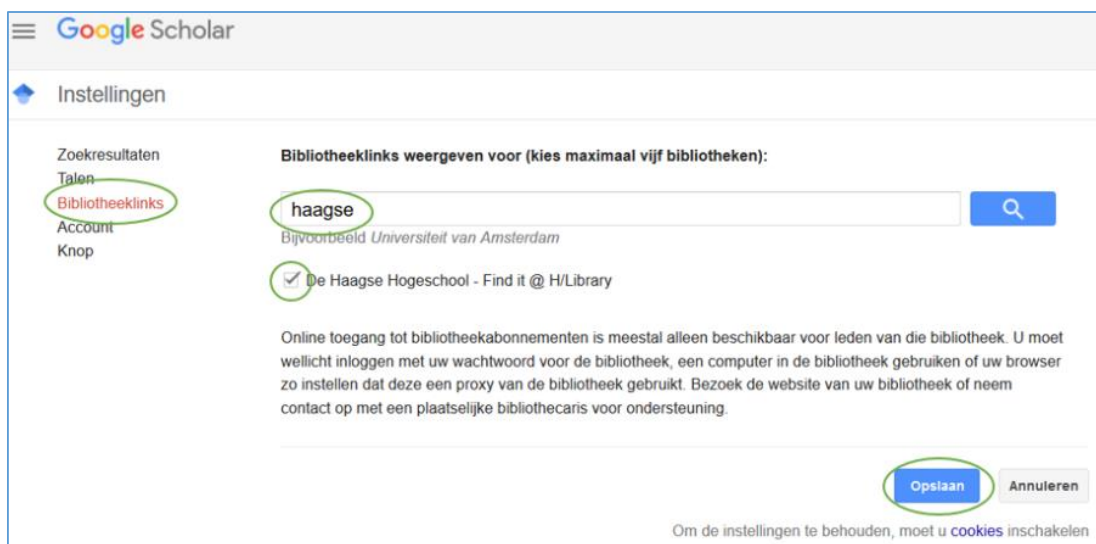 Google Scholar
Instellingen
Zoekresultaten
Talen
Bibliotheeklinks
Account
Knop
Bibliotheeklinks weergeven voor (kies maximaal vijf bibliotheken):
haagse
Bijvoorbeeld Universiteit van Amsterdam
De Haagse Hogeschool - Find it @ H/Library
Online toegang tot bibliotheekabonnementen is meestal alleen beschikbaar voor leden van die bibliotheek. U moet
wellicht inloggen met uw wachtwoord voor de bibliotheek, een computer in de bibliotheek gebruiken of uw browser
zo instellen dat deze een proxy van de bibliotheek gebruikt. Bezoek de website van uw bibliotheek of neem
contact op met een plaatselijke bibliothecaris voor ondersteuning.
Opslaan Annuleren
Om de instellingen te behouden, moet u cookies inschakelen